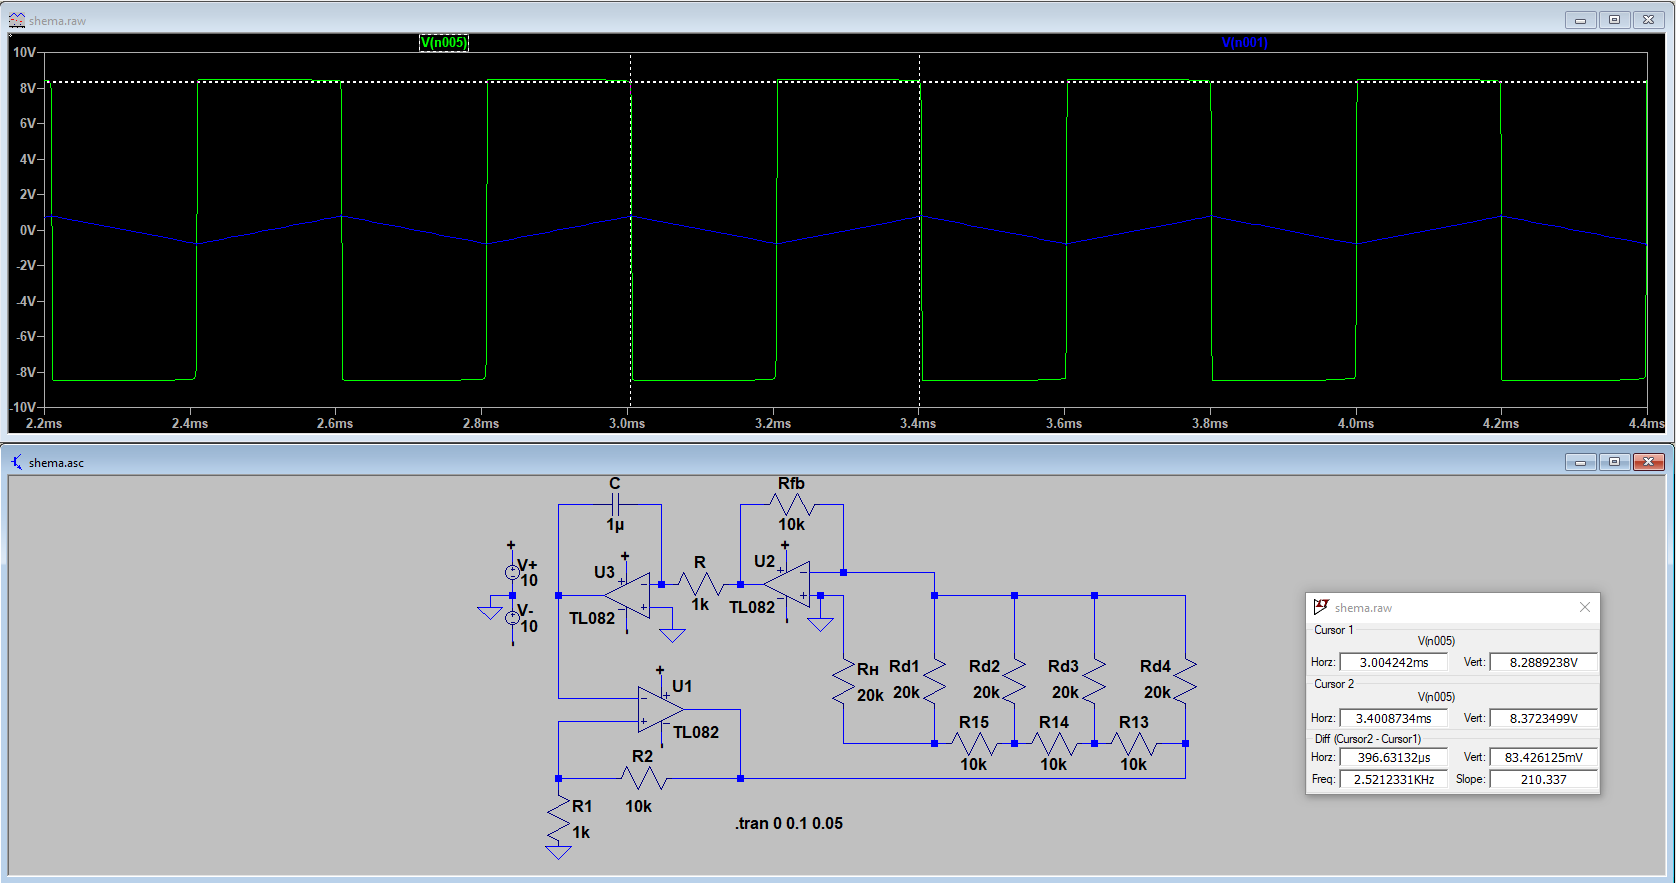 shema.raw
V(n005) V(n001)
10V
8V
6V
4V
2V
0V
-2V
-4V
-6V
-8V
-10V
2.2ms 2.4ms 2.6ms 2.8ms 3.0ms 3.2ms 3.4ms 3.6ms 3.8ms 4.0ms 4.2ms 4.4ms
shema.asc
C
1µ
Rfb
10k
V+
10
V-
10
U3
TL082
R
1k
U2
TL082
Rн
20k
Rd1
20k
Rd2
20k
Rd3
20k
Rd4
20k
R15
10k
R14
10k
R13
10k
U1
TL082
R2
10k
R1
1k
.tran 0 0.1 0.05
shema.raw
Cursor 1
V(n005)
Horz: 3.004242ms Vert: 8.2889238V
Cursor 2
V(n005)
Horz: 3.4008734ms Vert: 8.3723499V
Diff (Cursor2 - Cursor1)
Horz: 396.63132µs Vert: 83.426125mV
Freq: 2.5212331KHz Slope: 210.337